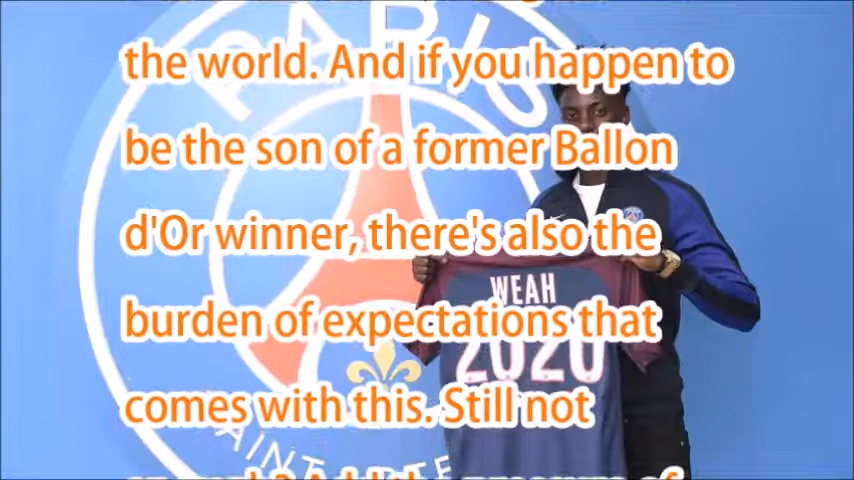 PARIS
the world. And if you happen to
be the son of a former Ballon
d'Or winner, there's also the
WEAH
burden of expectations that
2020
comes with this. Still not